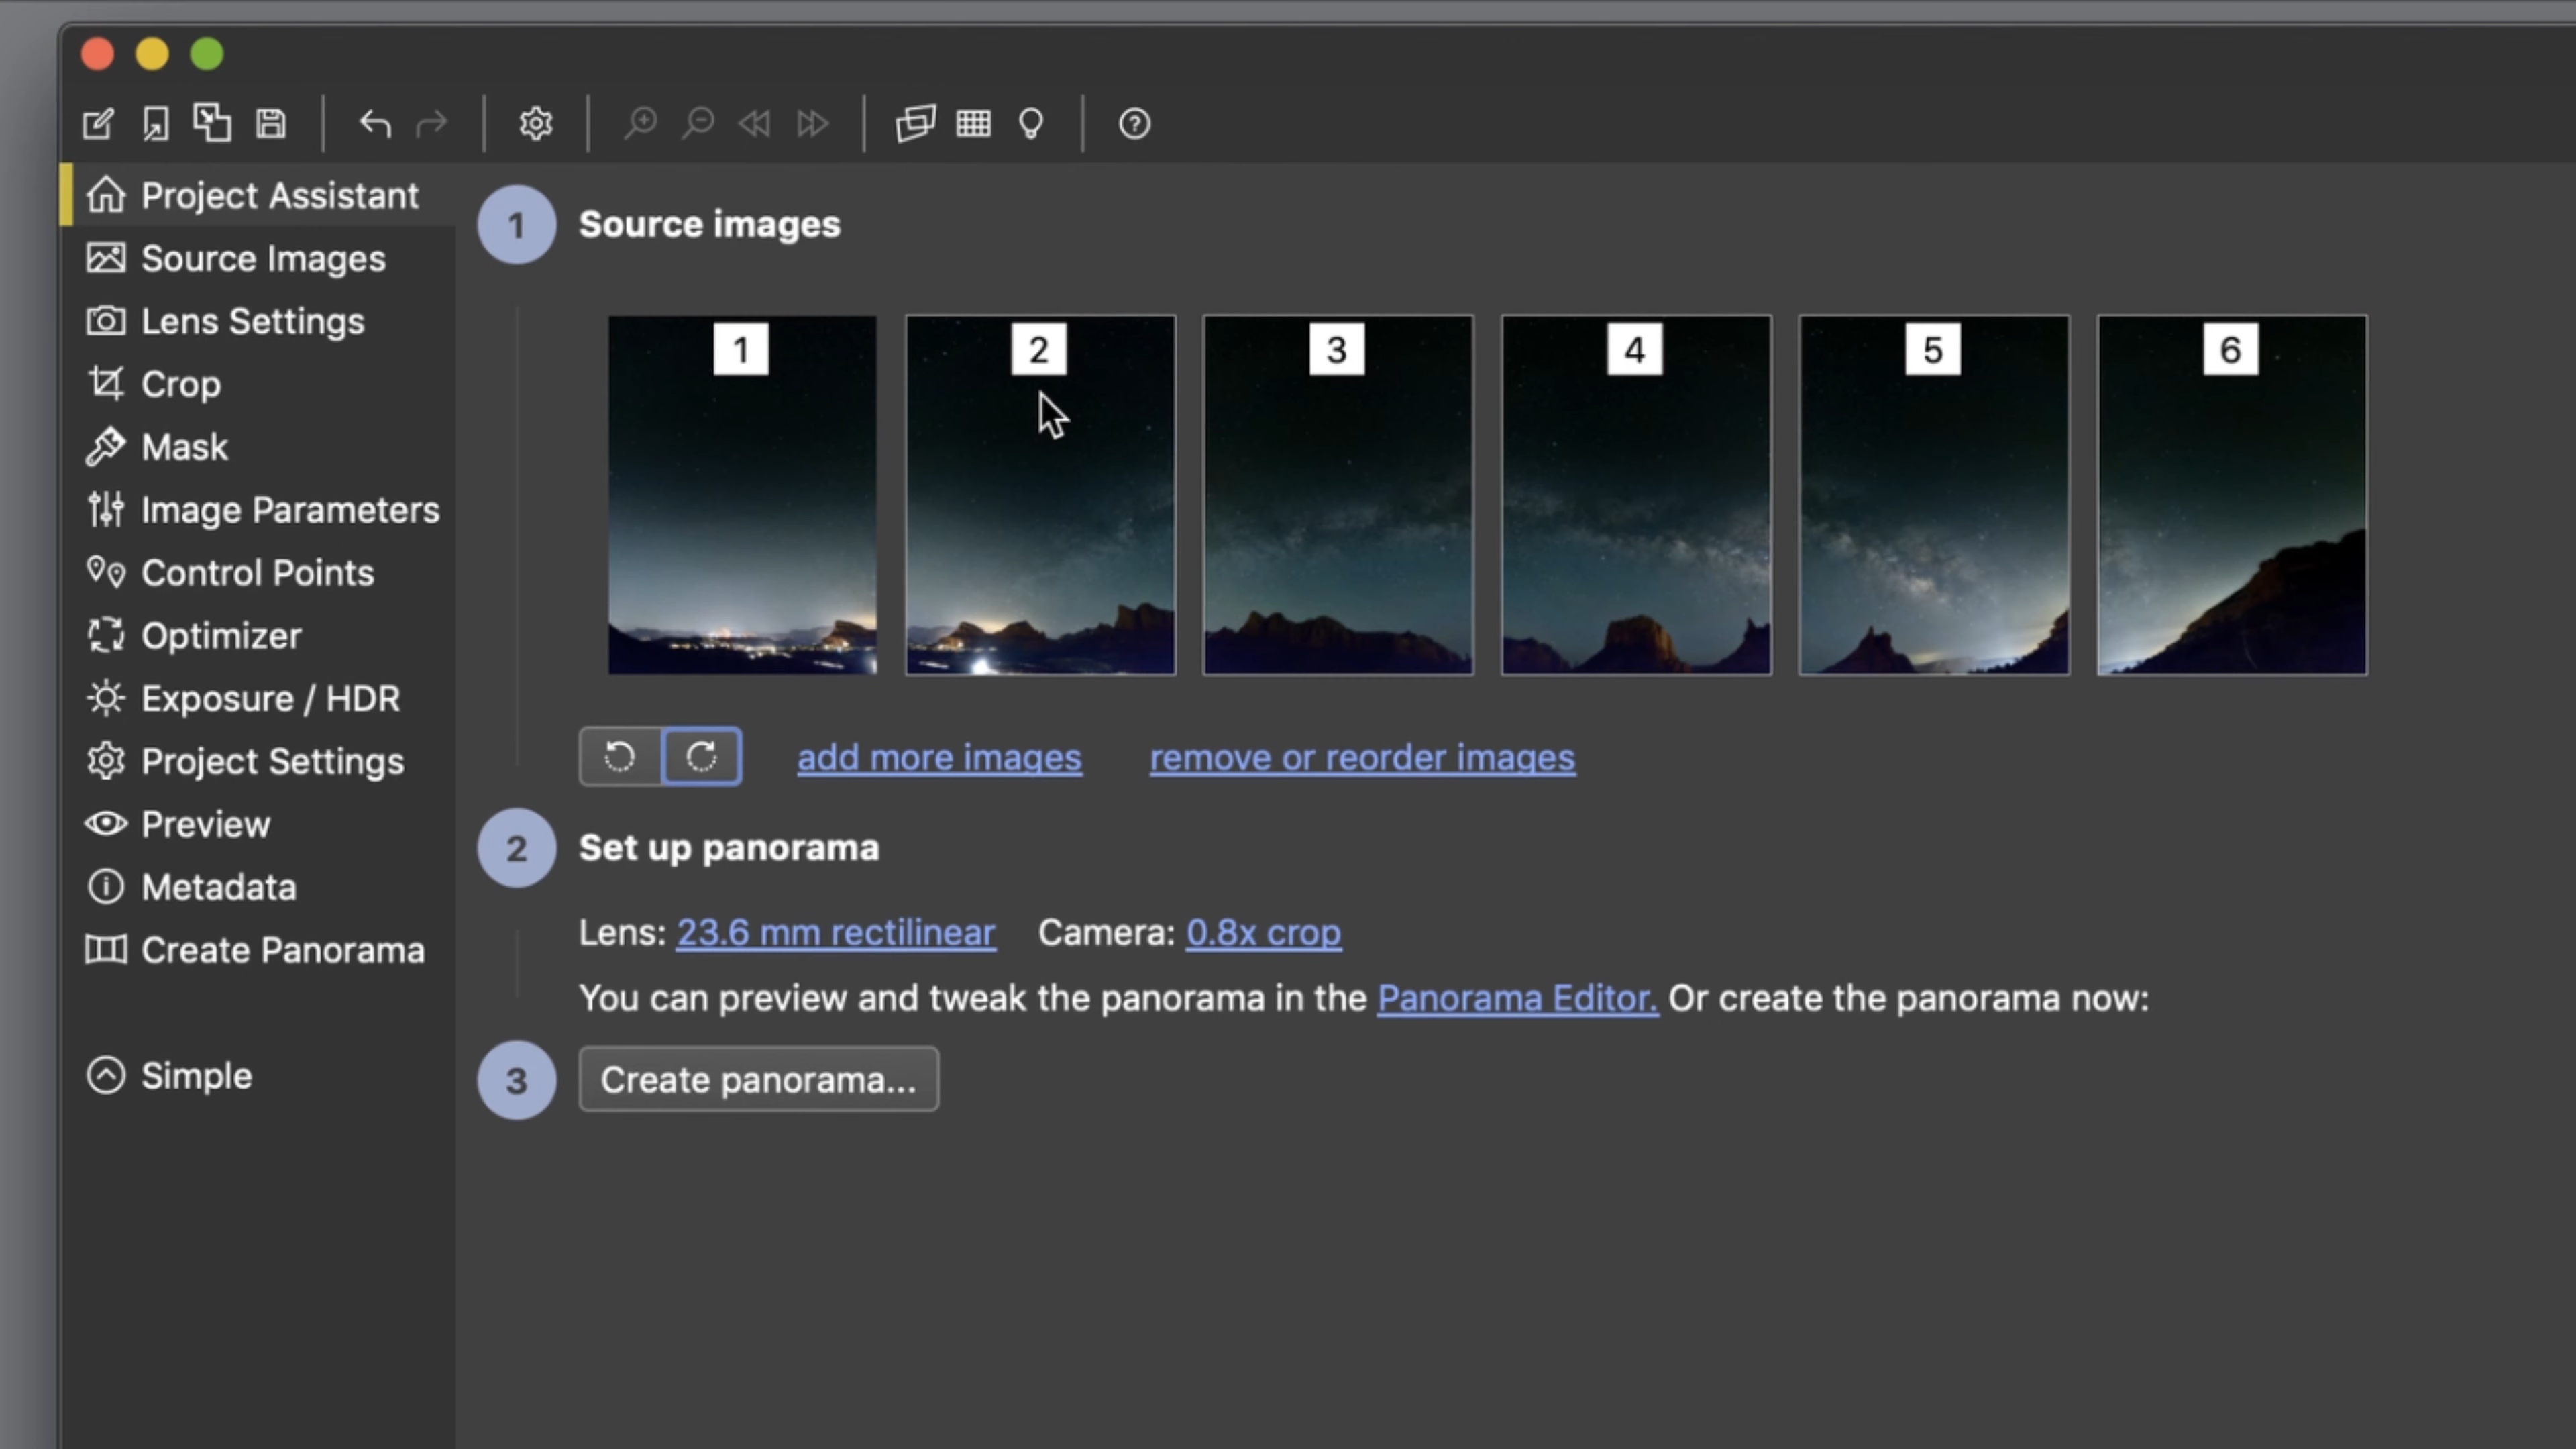 Project Assistant
Source Images
Lens Settings
Crop
Mask
Image Parameters
Control Points
Optimizer
Exposure / HDR
Project Settings
Preview
Metadata
Create Panorama
Simple
1 Source images
1 2 3 4 5 6
add more images remove or reorder images
2 Set up panorama
Lens: 23.6 mm rectilinear Camera: 0.8x crop
You can preview and tweak the panorama in the Panorama Editor. Or create the panorama now:
3 Create panorama...